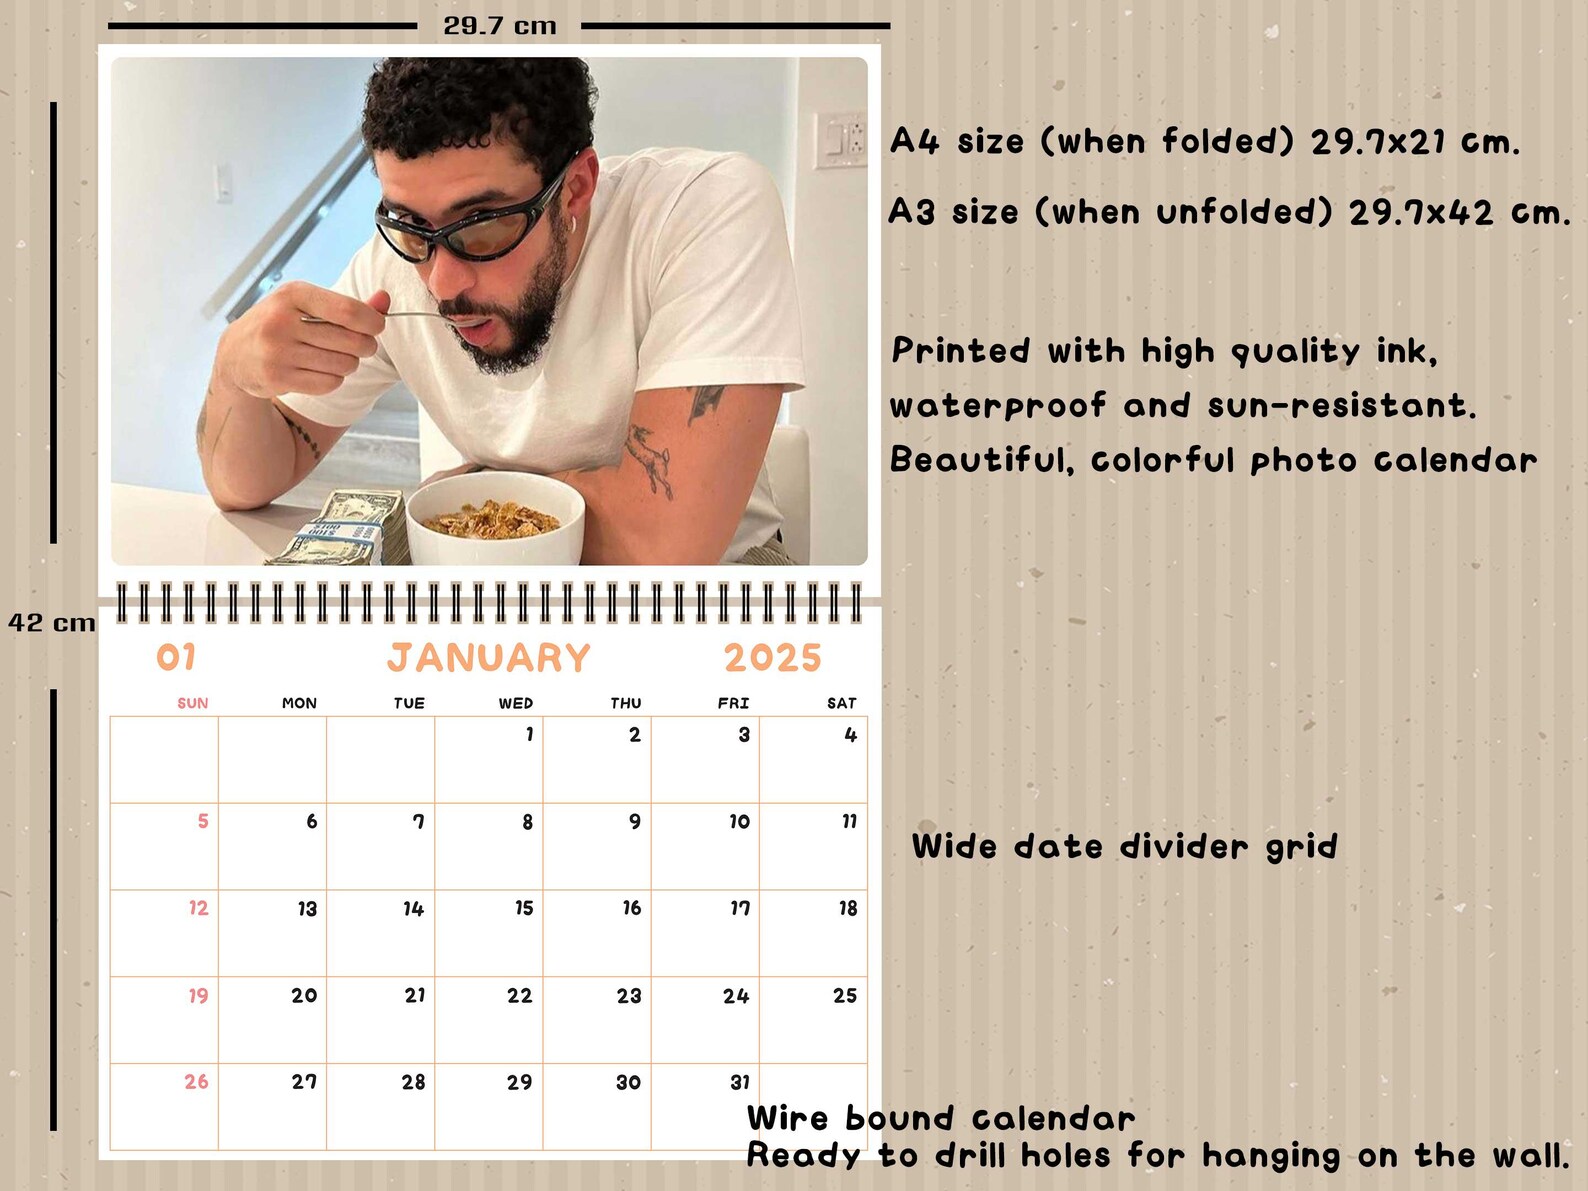 29.7 cm
A4 size (when folded) 29.7x21 cm.
A3 size (when unfolded) 29.7x42 cm.
Printed with high quality ink,
waterproof and sun-resistant.
Beautiful, colorful photo calendar
$100
42 cm
01 JANUARY 2025
SUN MON TUE WED THU FRI SAT
1 2 3 4
5 6 7 8 9 10 11
12 13 14 15 16 17 18
19 20 21 22 23 24 25
26 27 28 29 30 31
Wide date divider grid
Wire bound calendar
Ready to drill holes for hanging on the wall.